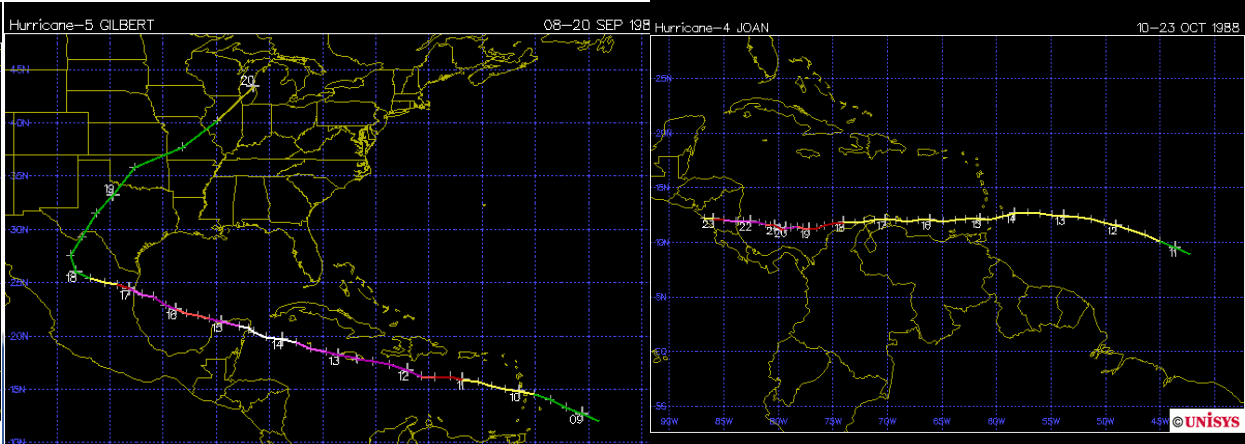 Hurricane-5 GILBERT
08-20 SEP 198
45N
40N
35N
30N
25N
20N
15N
20
19
18
17
16
15
14
13
12
11
10
09
Hurricane-4 JOAN
10-23 OCT 1988
25N
20N
15N
10N
5N
5S
23
22
21
20
19
18
17
16
15
14
13
12
11
90W
85W
80W
75W
70W
65W
60W
55W
50W
45W
© UNISYS